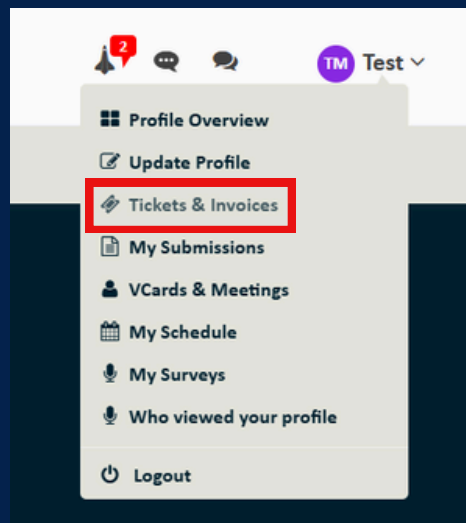 2
TM Test
Profile Overview
Update Profile
Tickets & Invoices
My Submissions
VCards & Meetings
My Schedule
My Surveys
Who viewed your profile
Logout